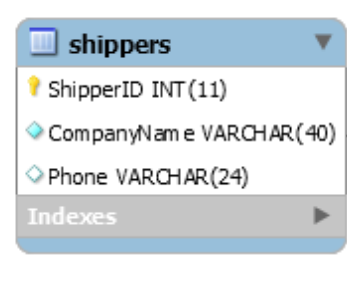 shippers
ShipperID INT(11)
CompanyName VARCHAR(40)
Phone VARCHAR(24)
Indexes